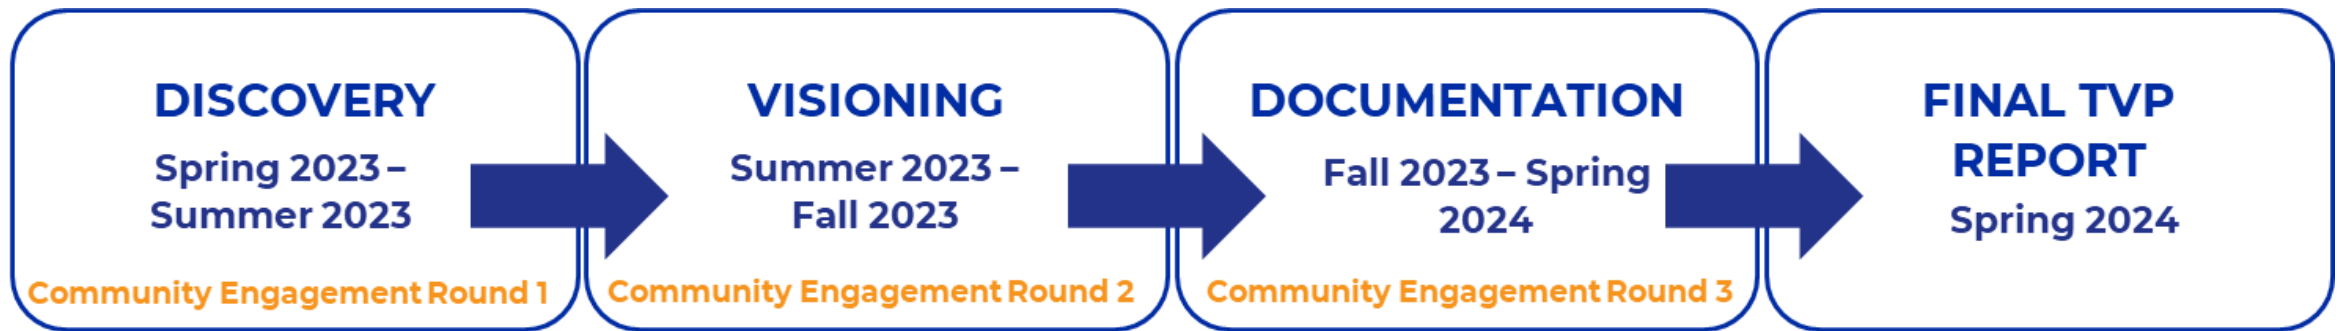 DISCOVERY
Spring 2023 –
Summer 2023
Community Engagement Round 1
VISIONING
Summer 2023 –
Fall 2023
Community Engagement Round 2
DOCUMENTATION
Fall 2023 – Spring
2024
Community Engagement Round 3
FINAL TVP
REPORT
Spring 2024